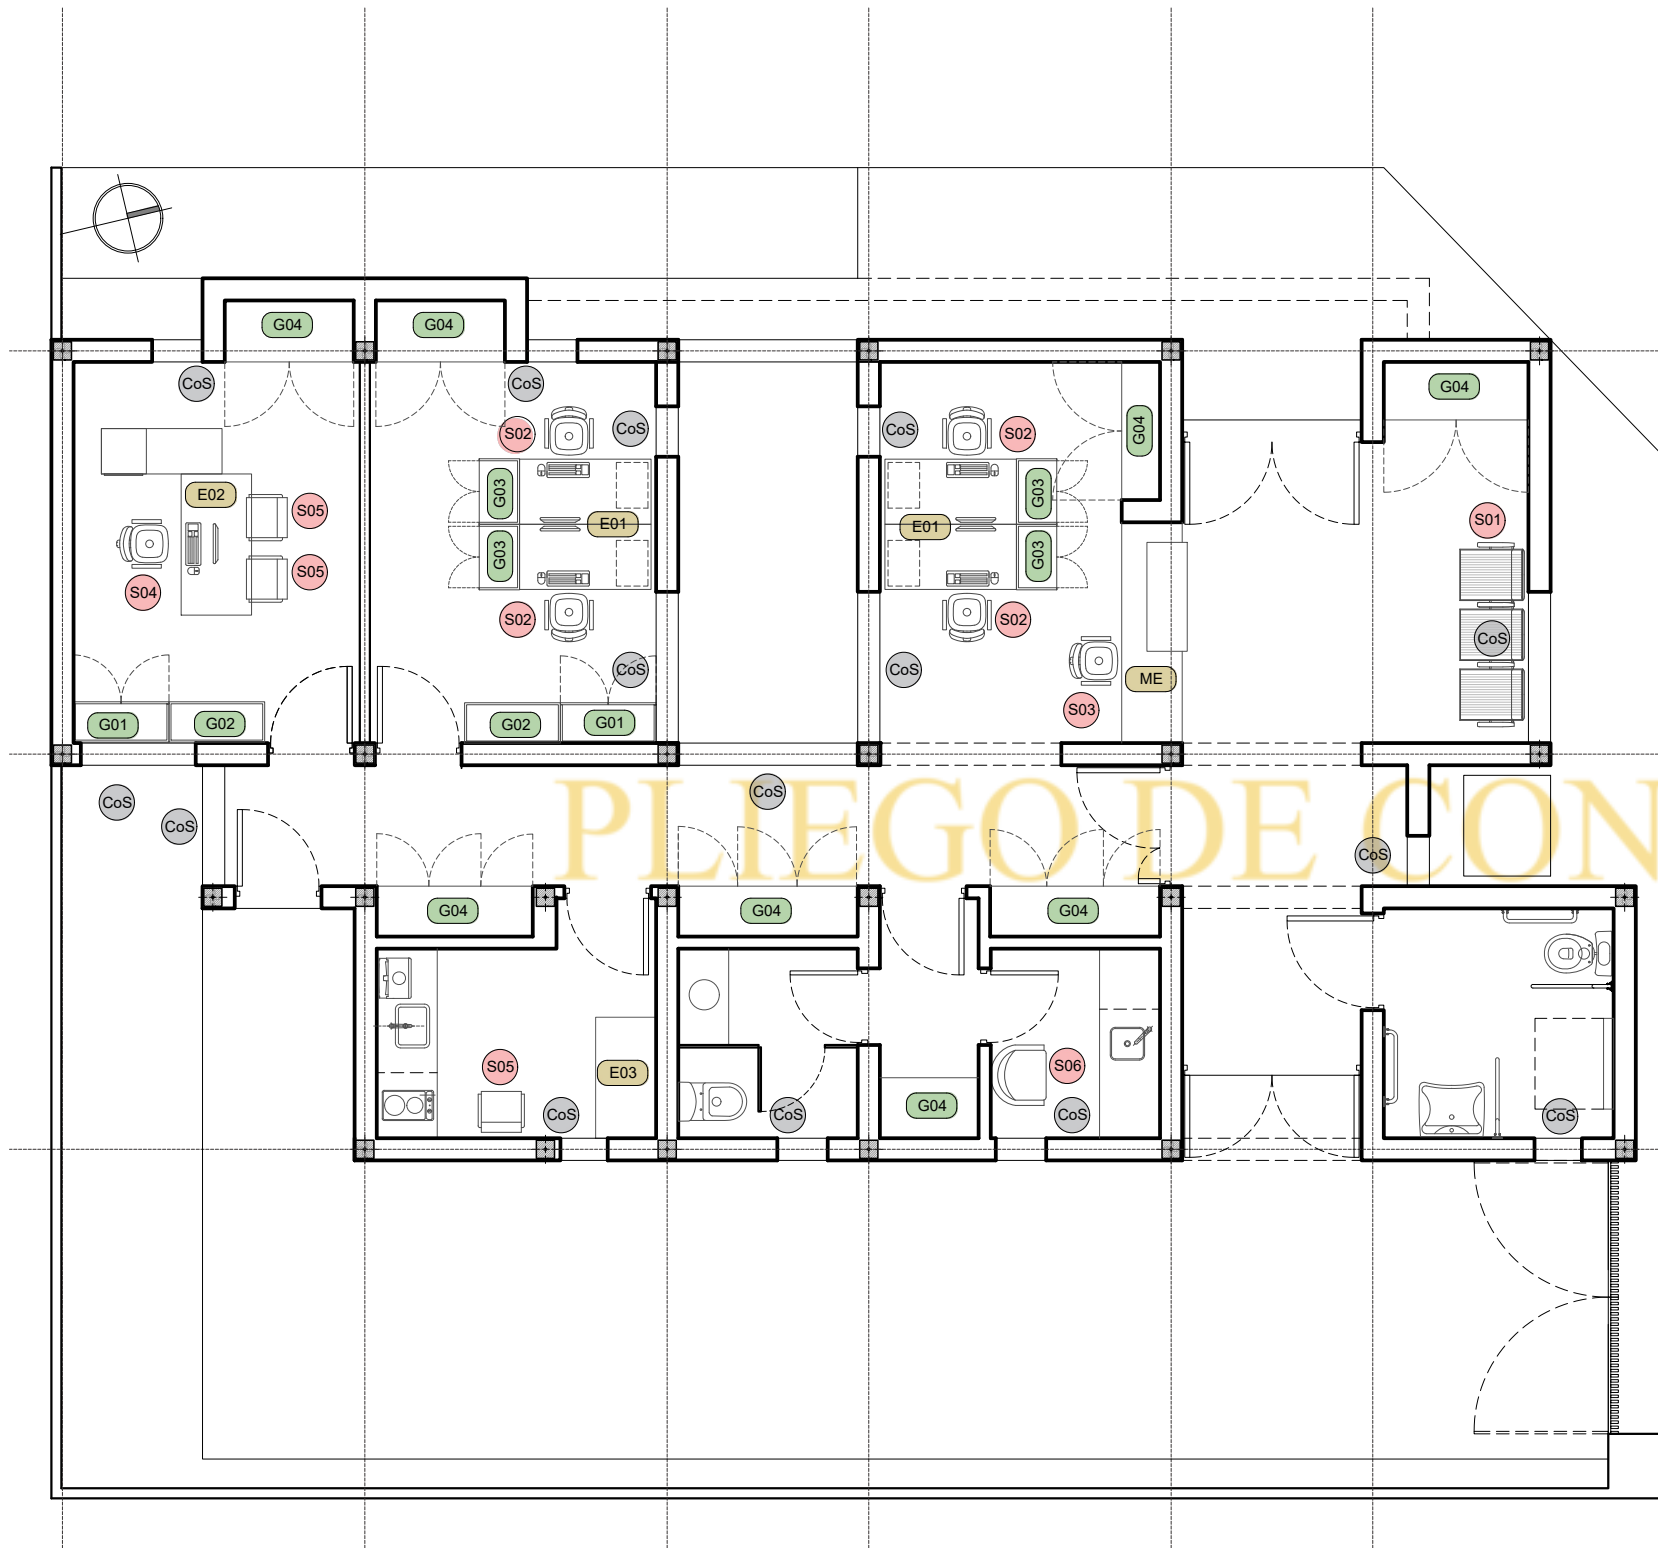 G04
G04
G04
CoS
CoS
CoS
CoS
S02
S02
G04
E02
G03
G03
S05
E01
E01
S01
G03
G03
S05
S04
S02
S02
CoS
CoS
CoS
ME
S03
G01
G02
G02
G01
CoS
CoS
CoS
CoS
PLIEGO DE CON
G04
G04
G04
S05
E03
S06
G04
CoS
CoS
CoS
CoS